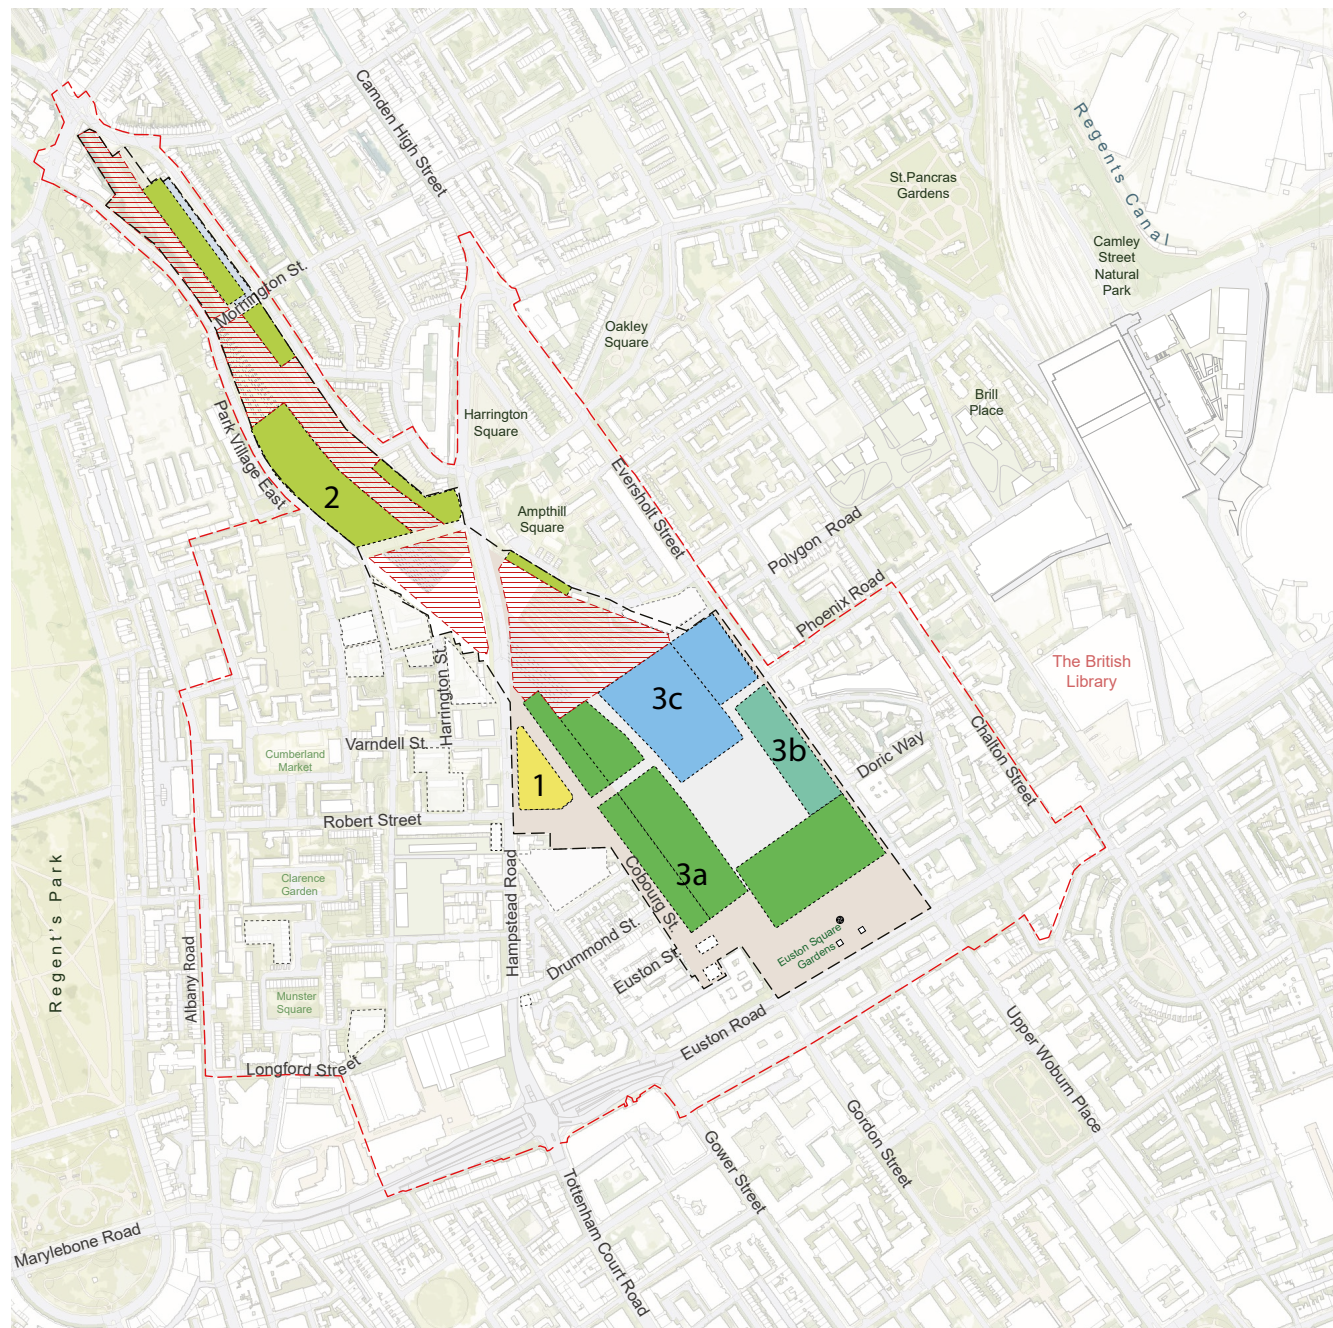 Camden High Street
Regents Canal
St.Pancras
Gardens
Camley
Street
Natural
Park
Mornington St.
Oakley
Square
Brill
Place
Harrington
Square
Park Village East
2
Eversholt Street
Ampthill
Square
Polygon Road
Phoenix Road
The British
Library
Harrington St.
3c
Chalton Street
Varndell St.
Cumberland
Market
1
3b
Doric Way
Robert Street
Regent's Park
Clarence
Garden
Hampstead Road
Cobourg St.
3a
Drummond St.
Euston St.
Euston Square
Gardens
Albany Road
Munster
Square
Euston Road
Upper Woburn Place
Longford Street
Gordon Street
Gower Street
Tottenham Court Road
Marylebone Road